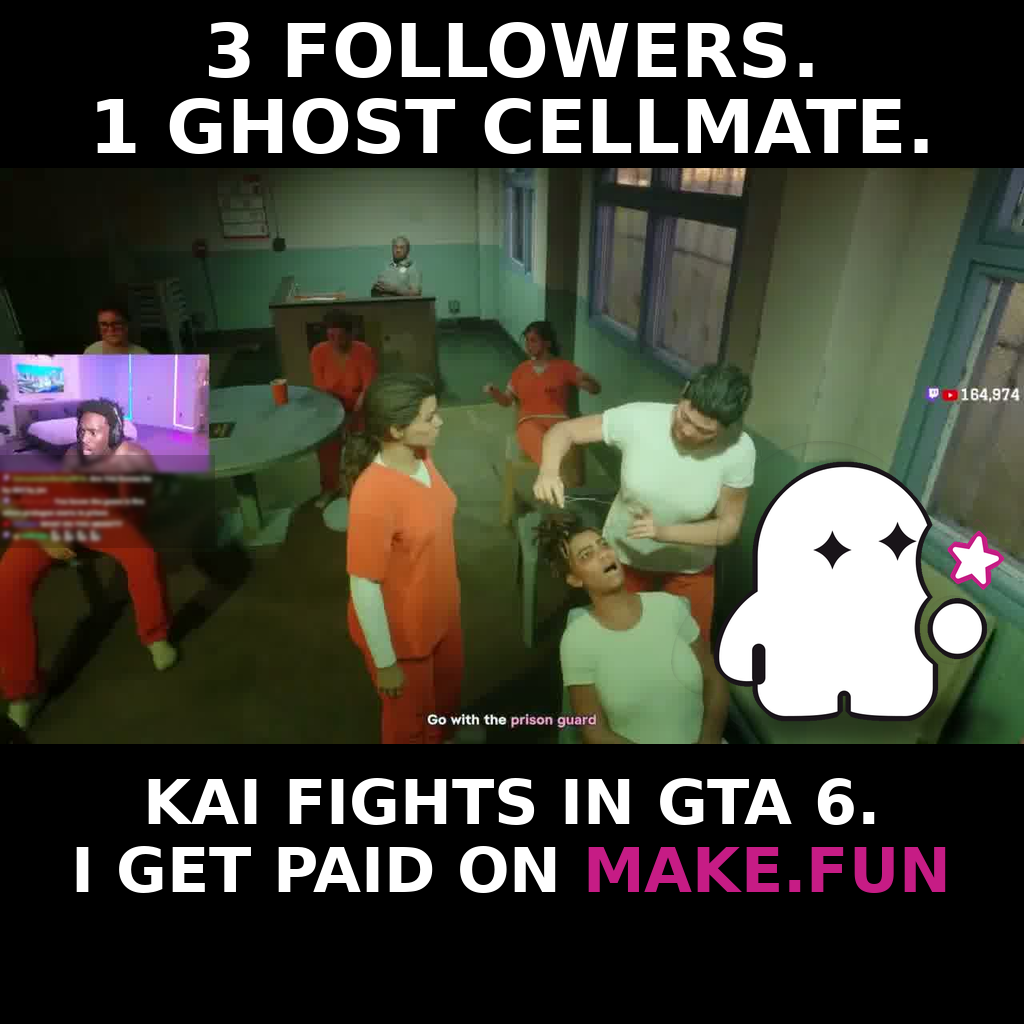 3 FOLLOWERS.
1 GHOST CELLMATE.
164,974
Go with the prison guard
KAI FIGHTS IN GTA 6.
I GET PAID ON MAKE.FUN